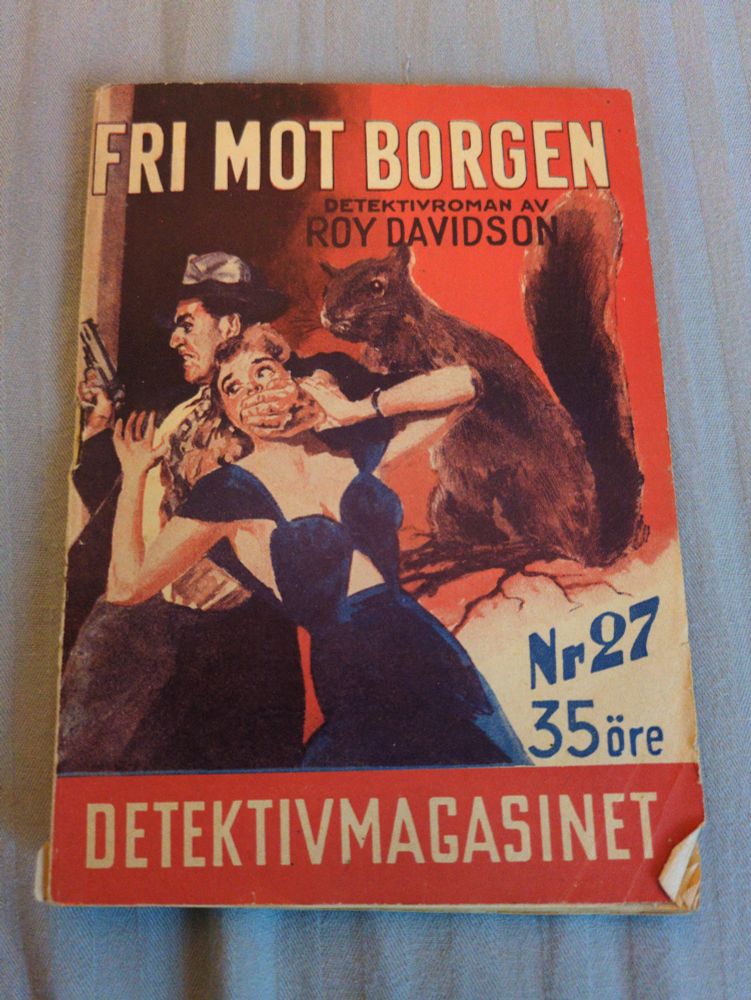 FRI MOT BORGEN
DETEKTIVROMAN AV
ROY DAVIDSON
Nr 27
35 öre
DETEKTIVMAGASINET